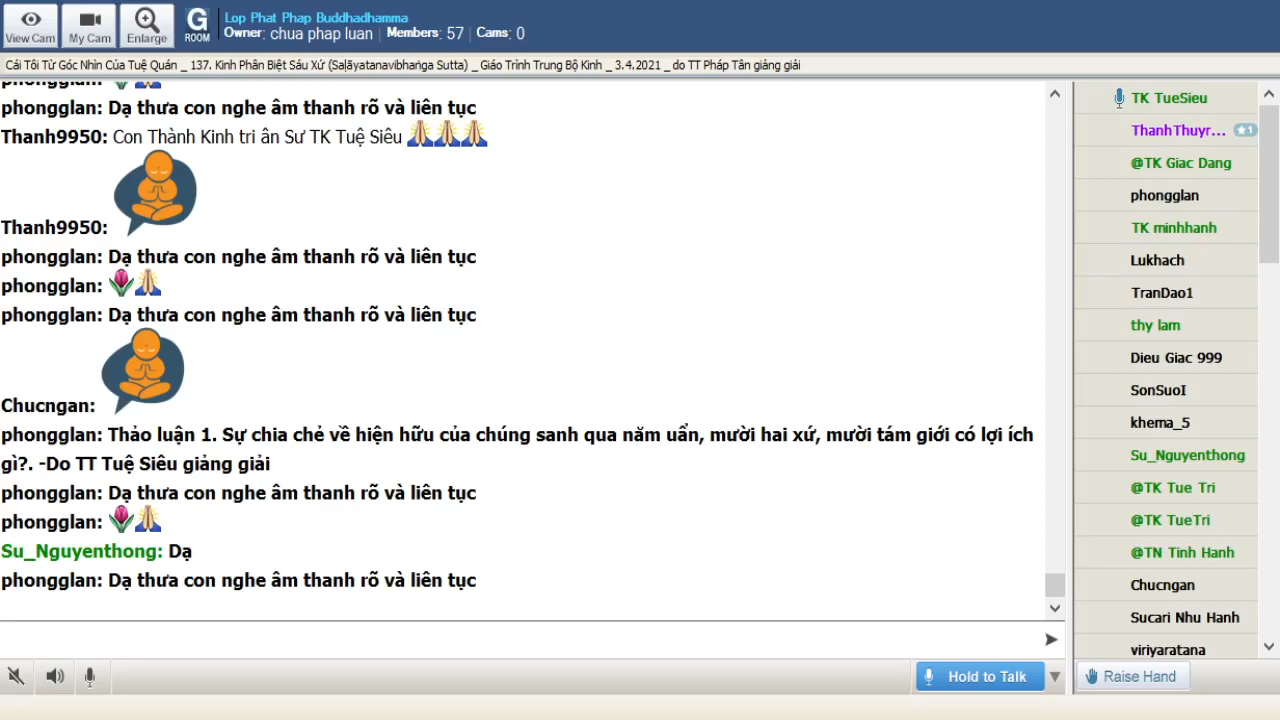 View Cam
My Cam
Enlarge
G
ROOM
Lop Phat Phap Buddhadhamma
Owner: chua phap luan | Members: 57 | Cams: 0
Cái Tôi Từ Góc Nhìn Của Tuệ Quán _ 137. Kinh Phân Biệt Sáu Xứ (Saḷāyatanavibhaṅga Sutta) _ Giáo Trình Trung Bộ Kinh _ 3.4.2021 _ do TT Pháp Tân giảng giải
phongglan:
phongglan: Dạ thưa con nghe âm thanh rõ và liên tục
Thanh9950: Con Thành Kinh tri ân Sư TK Tuệ Siêu
Thanh9950:
phongglan: Dạ thưa con nghe âm thanh rõ và liên tục
phongglan:
phongglan: Dạ thưa con nghe âm thanh rõ và liên tục
Chucngan:
phongglan: Thảo luận 1. Sự chia chẻ về hiện hữu của chúng sanh qua năm uẩn, mười hai xứ, mười tám giới có lợi ích
gì?. -Do TT Tuệ Siêu giảng giải
phongglan: Dạ thưa con nghe âm thanh rõ và liên tục
phongglan:
Su_Nguyenthong: Dạ
phongglan: Dạ thưa con nghe âm thanh rõ và liên tục
Hold to Talk
TK TueSieu
ThanhThuyr... ★1
@TK Giac Dang
phongglan
TK minhhanh
Lukhach
TranDao1
thy lam
Dieu Giac 999
SonSuoI
khema_5
Su_Nguyenthong
@TK Tue Tri
@TK TueTri
@TN Tinh Hanh
Chucngan
Sucari Nhu Hanh
viriyaratana
Raise Hand